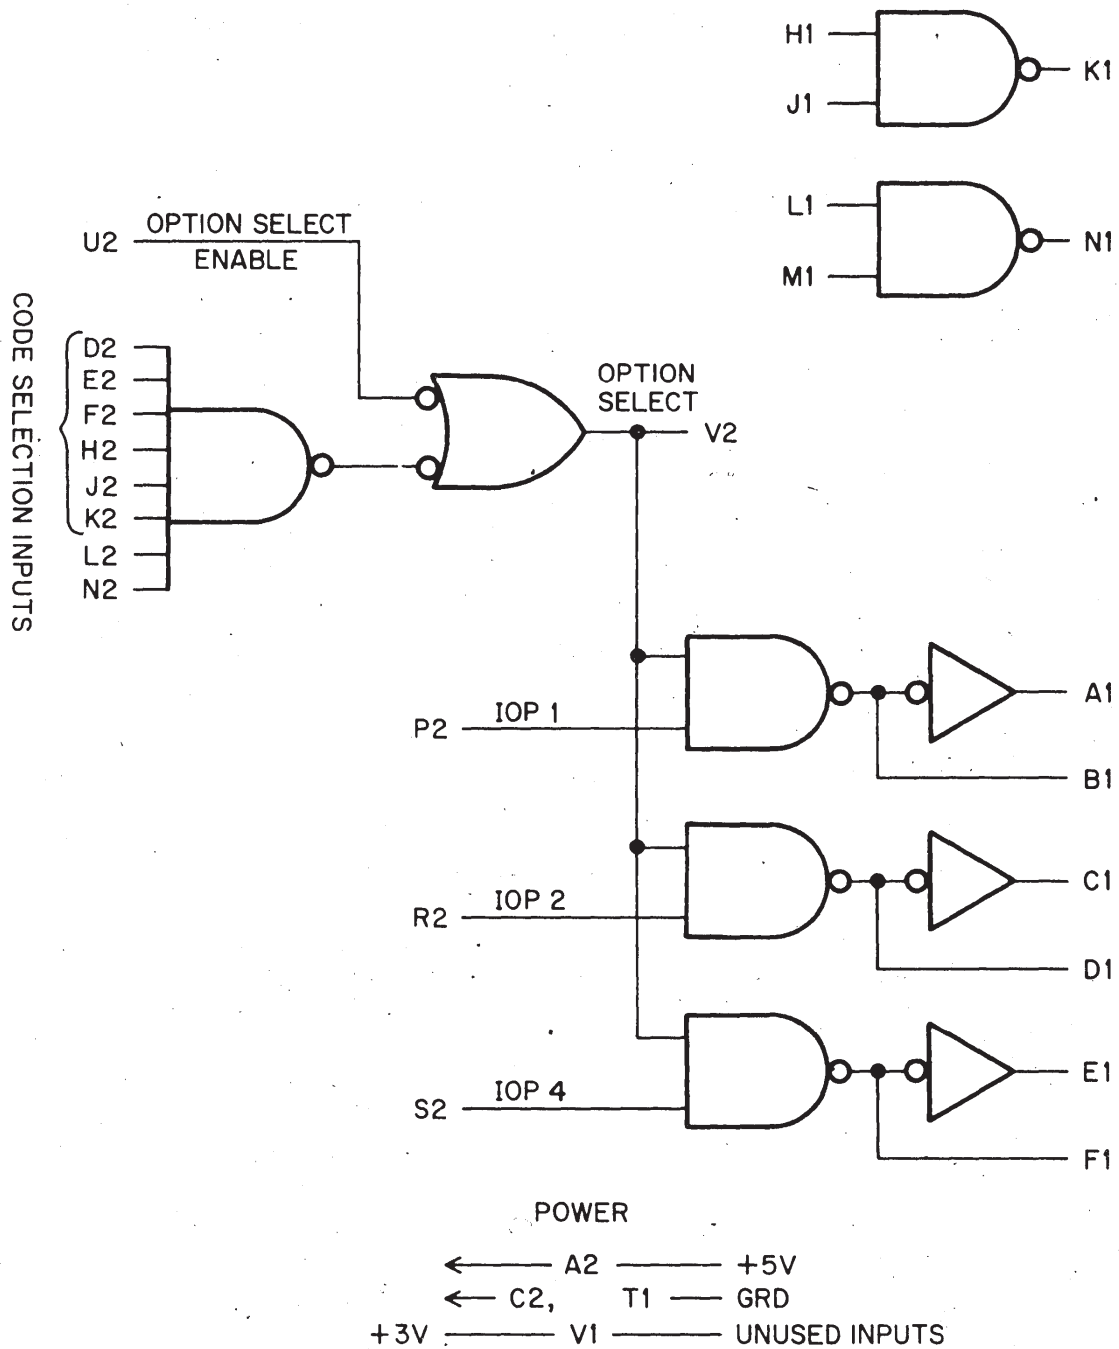 H1
K1
J1
L1
N1
M1
U2
OPTION SELECT
ENABLE
CODE SELECTION INPUTS
D2
E2
F2
H2
J2
K2
L2
N2
OPTION
SELECT
V2
P2
IOP 1
A1
B1
R2
IOP 2
C1
D1
S2
IOP 4
E1
F1
POWER
A2 +5V
C2, T1 GRD
+3V V1 UNUSED INPUTS